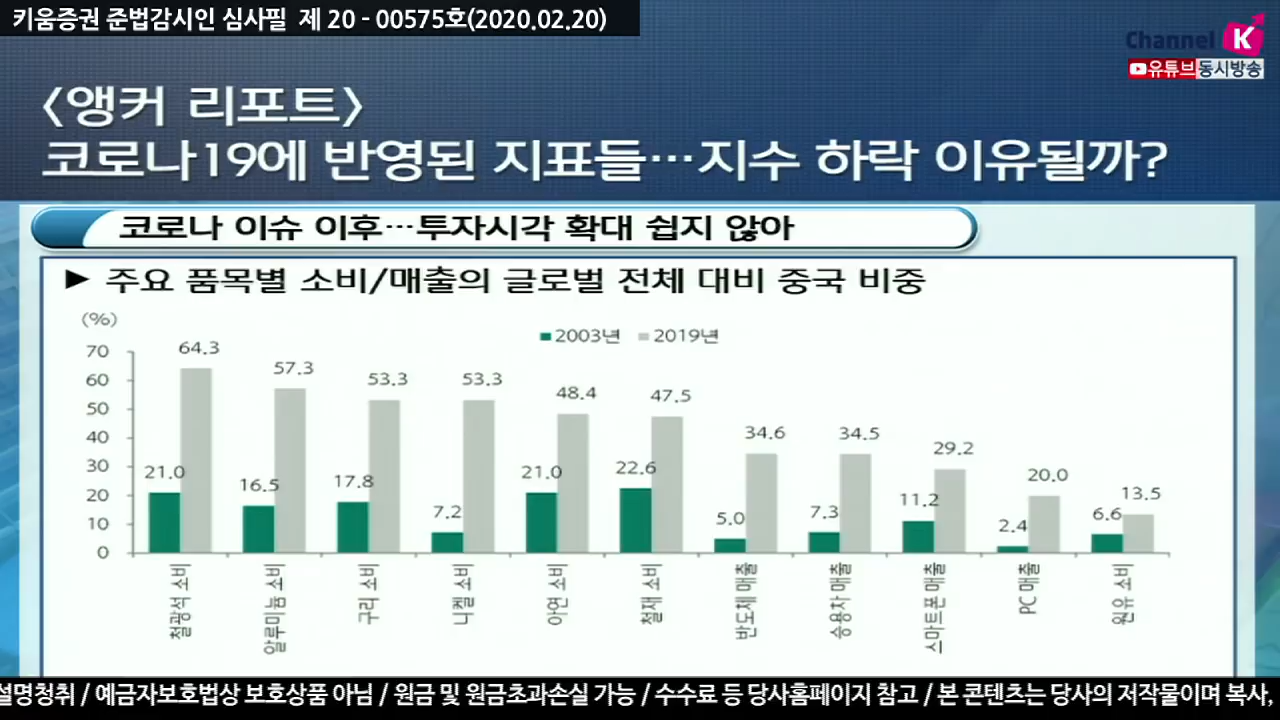 키움증권 준법감시인 심사필 제 20 - 00575호(2020.02.20)
Channel K
유튜브동시방송
<앵커 리포트>
코로나19에 반영된 지표들…지수 하락 이유될까?
코로나 이슈 이후…투자시각 확대 쉽지 않아
▶ 주요 품목별 소비/매출의 글로벌 전체 대비 중국 비중
(%)
2003년 2019년
70
60
50
40
30
20
10
0
21.0 64.3
16.5 57.3
17.8 53.3
7.2 53.3
21.0 48.4
22.6 47.5
5.0 34.6
7.3 34.5
11.2 29.2
2.4 20.0
6.6 13.5
철광석 소비
알루미늄 소비
구리 소비
니켈 소비
아연 소비
철재 소비
반도체 매출
승용차 매출
스마트폰 매출
PC 매출
원유 소비
설명청취 / 예금자보호법상 보호상품 아님 / 원금 및 원금초과손실 가능 / 수수료 등 당사홈페이지 참고 / 본 콘텐츠는 당사의 저작물이며 복사,